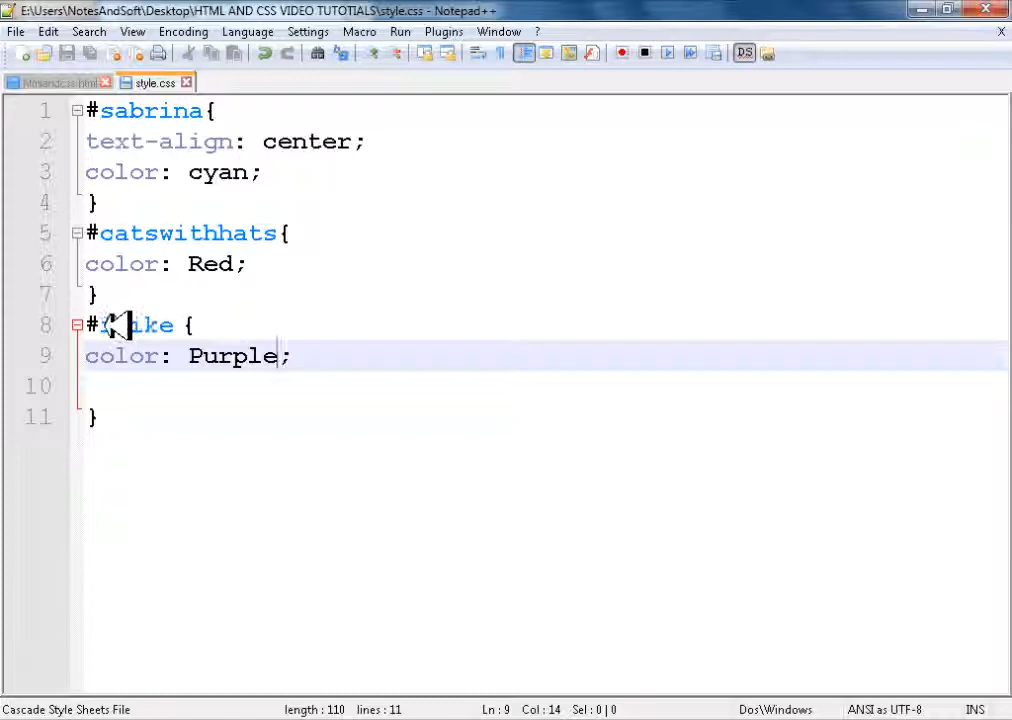 E:\Users\NotesAndSoft\Desktop\HTML AND CSS VIDEO TUTOTIALS\style.css - Notepad++
File Edit Search View Encoding Language Settings Macro Run Plugins Window ? X
style.css
1 #sabrina{
2 text-align: center;
3 color: cyan;
4 }
5 #catswithhats{
6 color: Red;
7 }
8 {
9 color: Purple;
10
11 }
Cascade Style Sheets File length : 110 lines : 11 Ln : 9 Col : 14 Sel : 0 | 0 Dos\Windows ANSI as UTF-8 INS